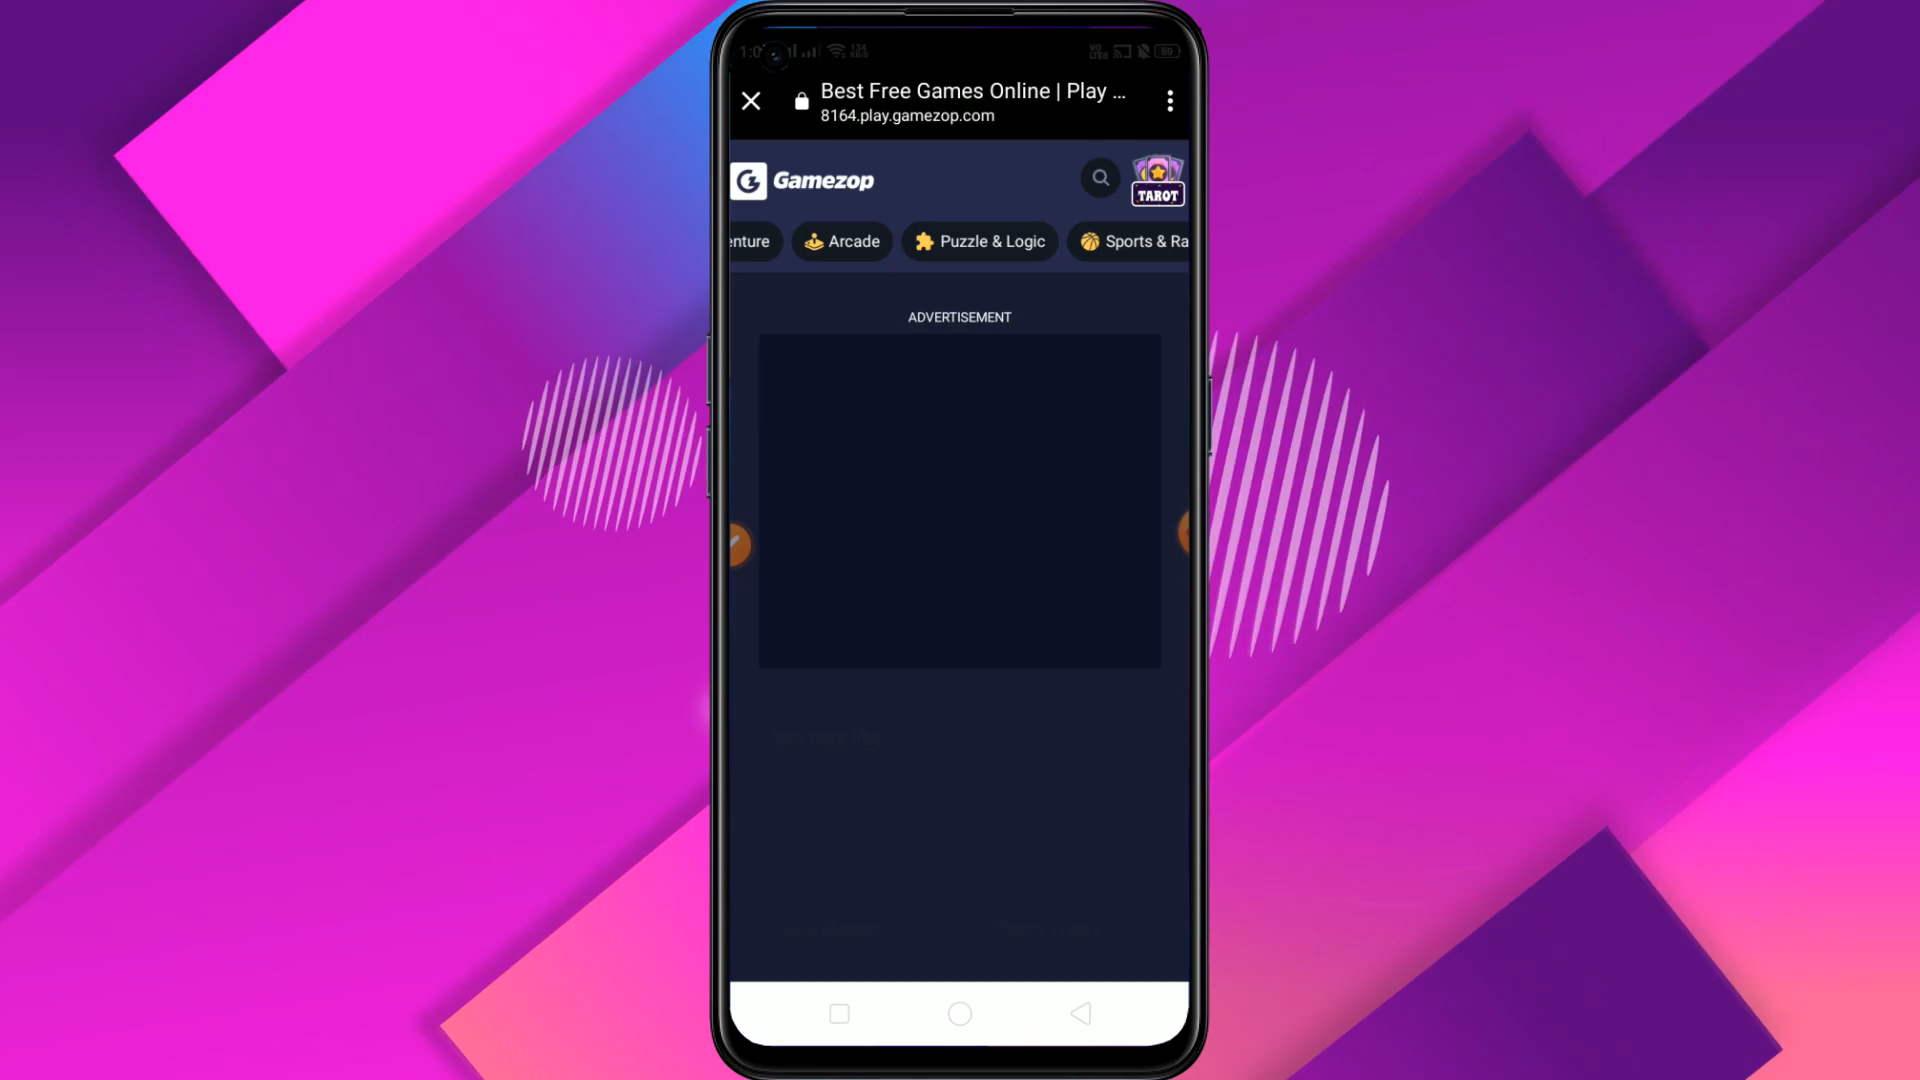 Best Free Games Online | Play ...
8164.play.gamezop.com
Gamezop
TAROT
enture
Arcade
Puzzle & Logic
Sports & Ra
ADVERTISEMENT